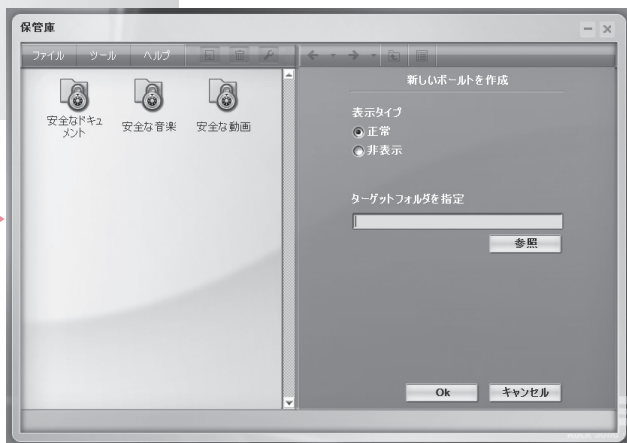 保管庫
ファイル ツール ヘルプ
新しいボールトを作成
安全なドキュ
メント
安全な音楽
安全な動画
表示タイプ
正常
非表示
ターゲットフォルダを指定
参照
Ok キャンセル